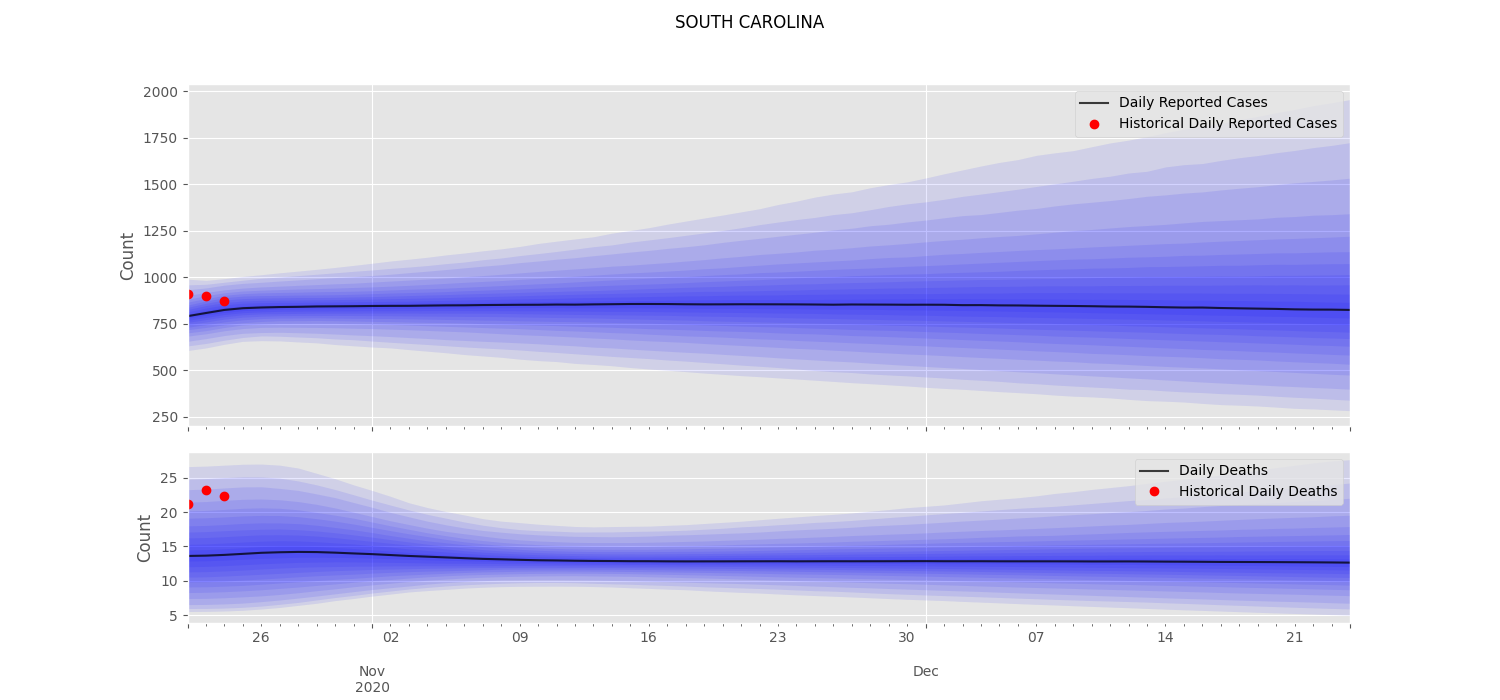 SOUTH CAROLINA
2000
1750
1500
1250
1000
750
500
250
Count
Daily Reported Cases
Historical Daily Reported Cases
25
20
15
10
5
Count
Daily Deaths
Historical Daily Deaths
26 02 09 16 23 30 07 14 21
Nov Dec
2020